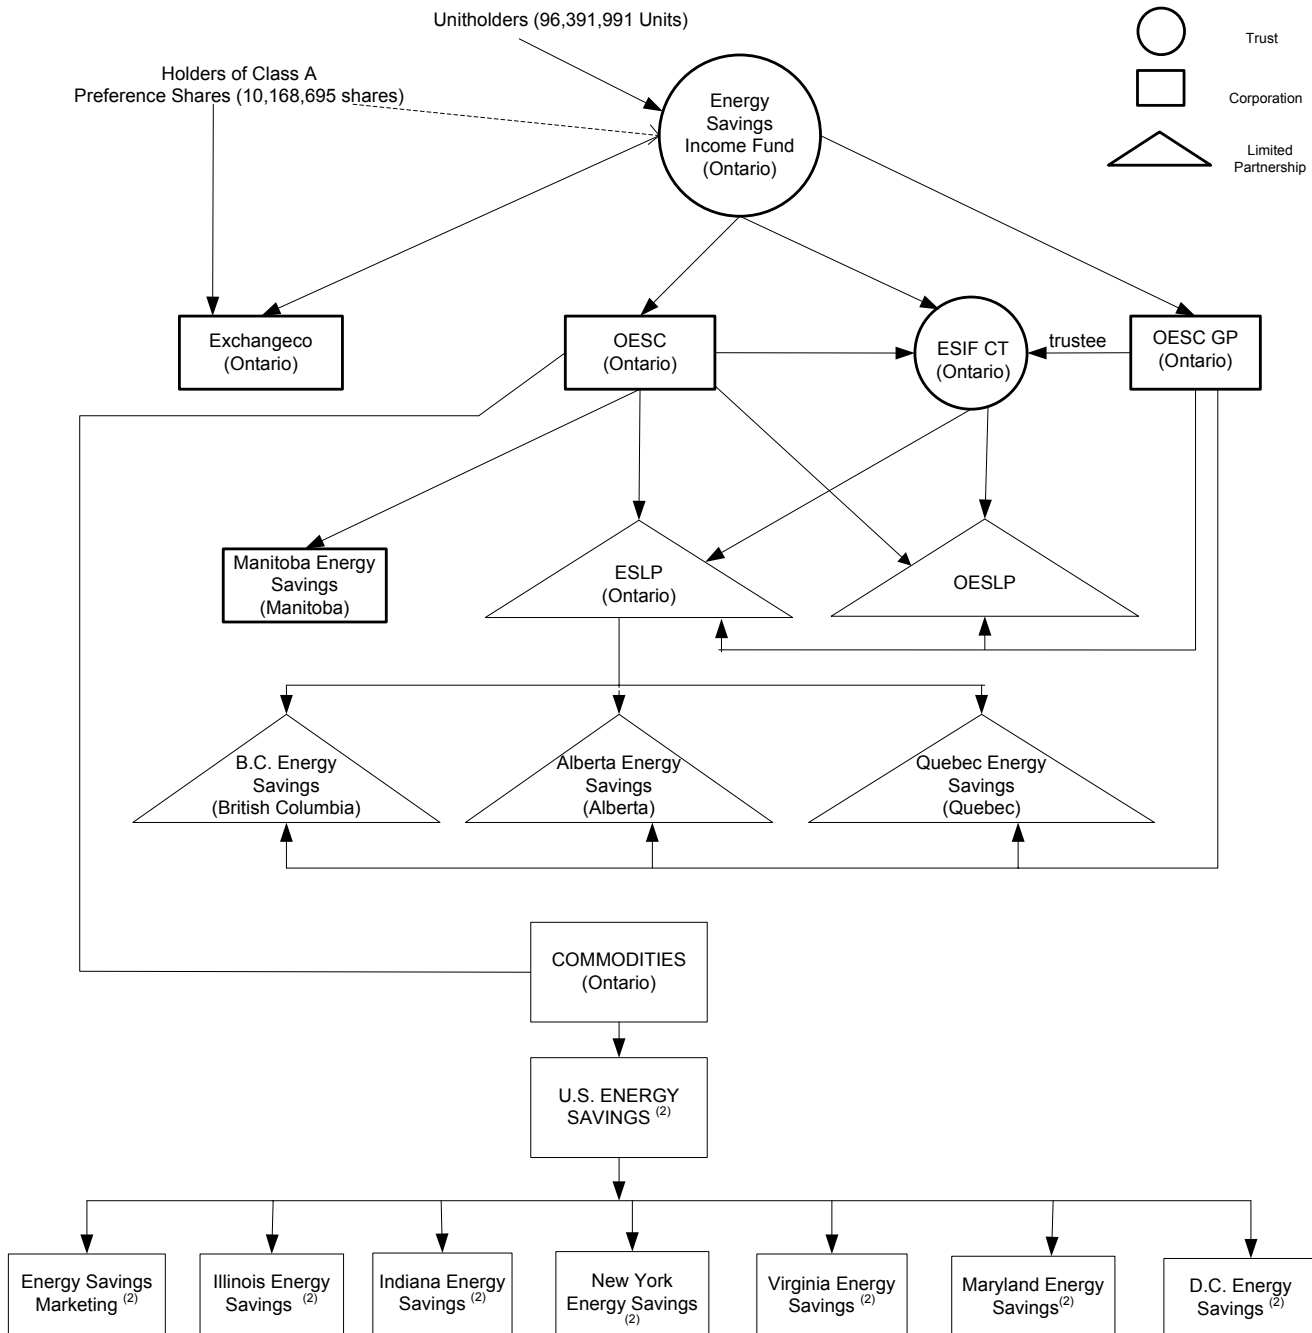 Unitholders (96,391,991 Units)
Trust
Holders of Class A
Preference Shares (10,168,695 shares)
Corporation
Energy
Savings
Income Fund
(Ontario)
Limited
Partnership
Exchangeco
(Ontario)
OESC
(Ontario)
ESIF CT
(Ontario)
trustee
OESC GP
(Ontario)
Manitoba Energy
Savings
(Manitoba)
ESLP
(Ontario)
OESLP
B.C. Energy
Savings
(British Columbia)
Alberta Energy
Savings
(Alberta)
Quebec Energy
Savings
(Quebec)
COMMODITIES
(Ontario)
U.S. ENERGY
SAVINGS (2)
Energy Savings
Marketing (2)
Illinois Energy
Savings (2)
Indiana Energy
Savings (2)
New York
Energy Savings
(2)
Virginia Energy
Savings (2)
Maryland Energy
Savings(2)
D.C. Energy
Savings (2)